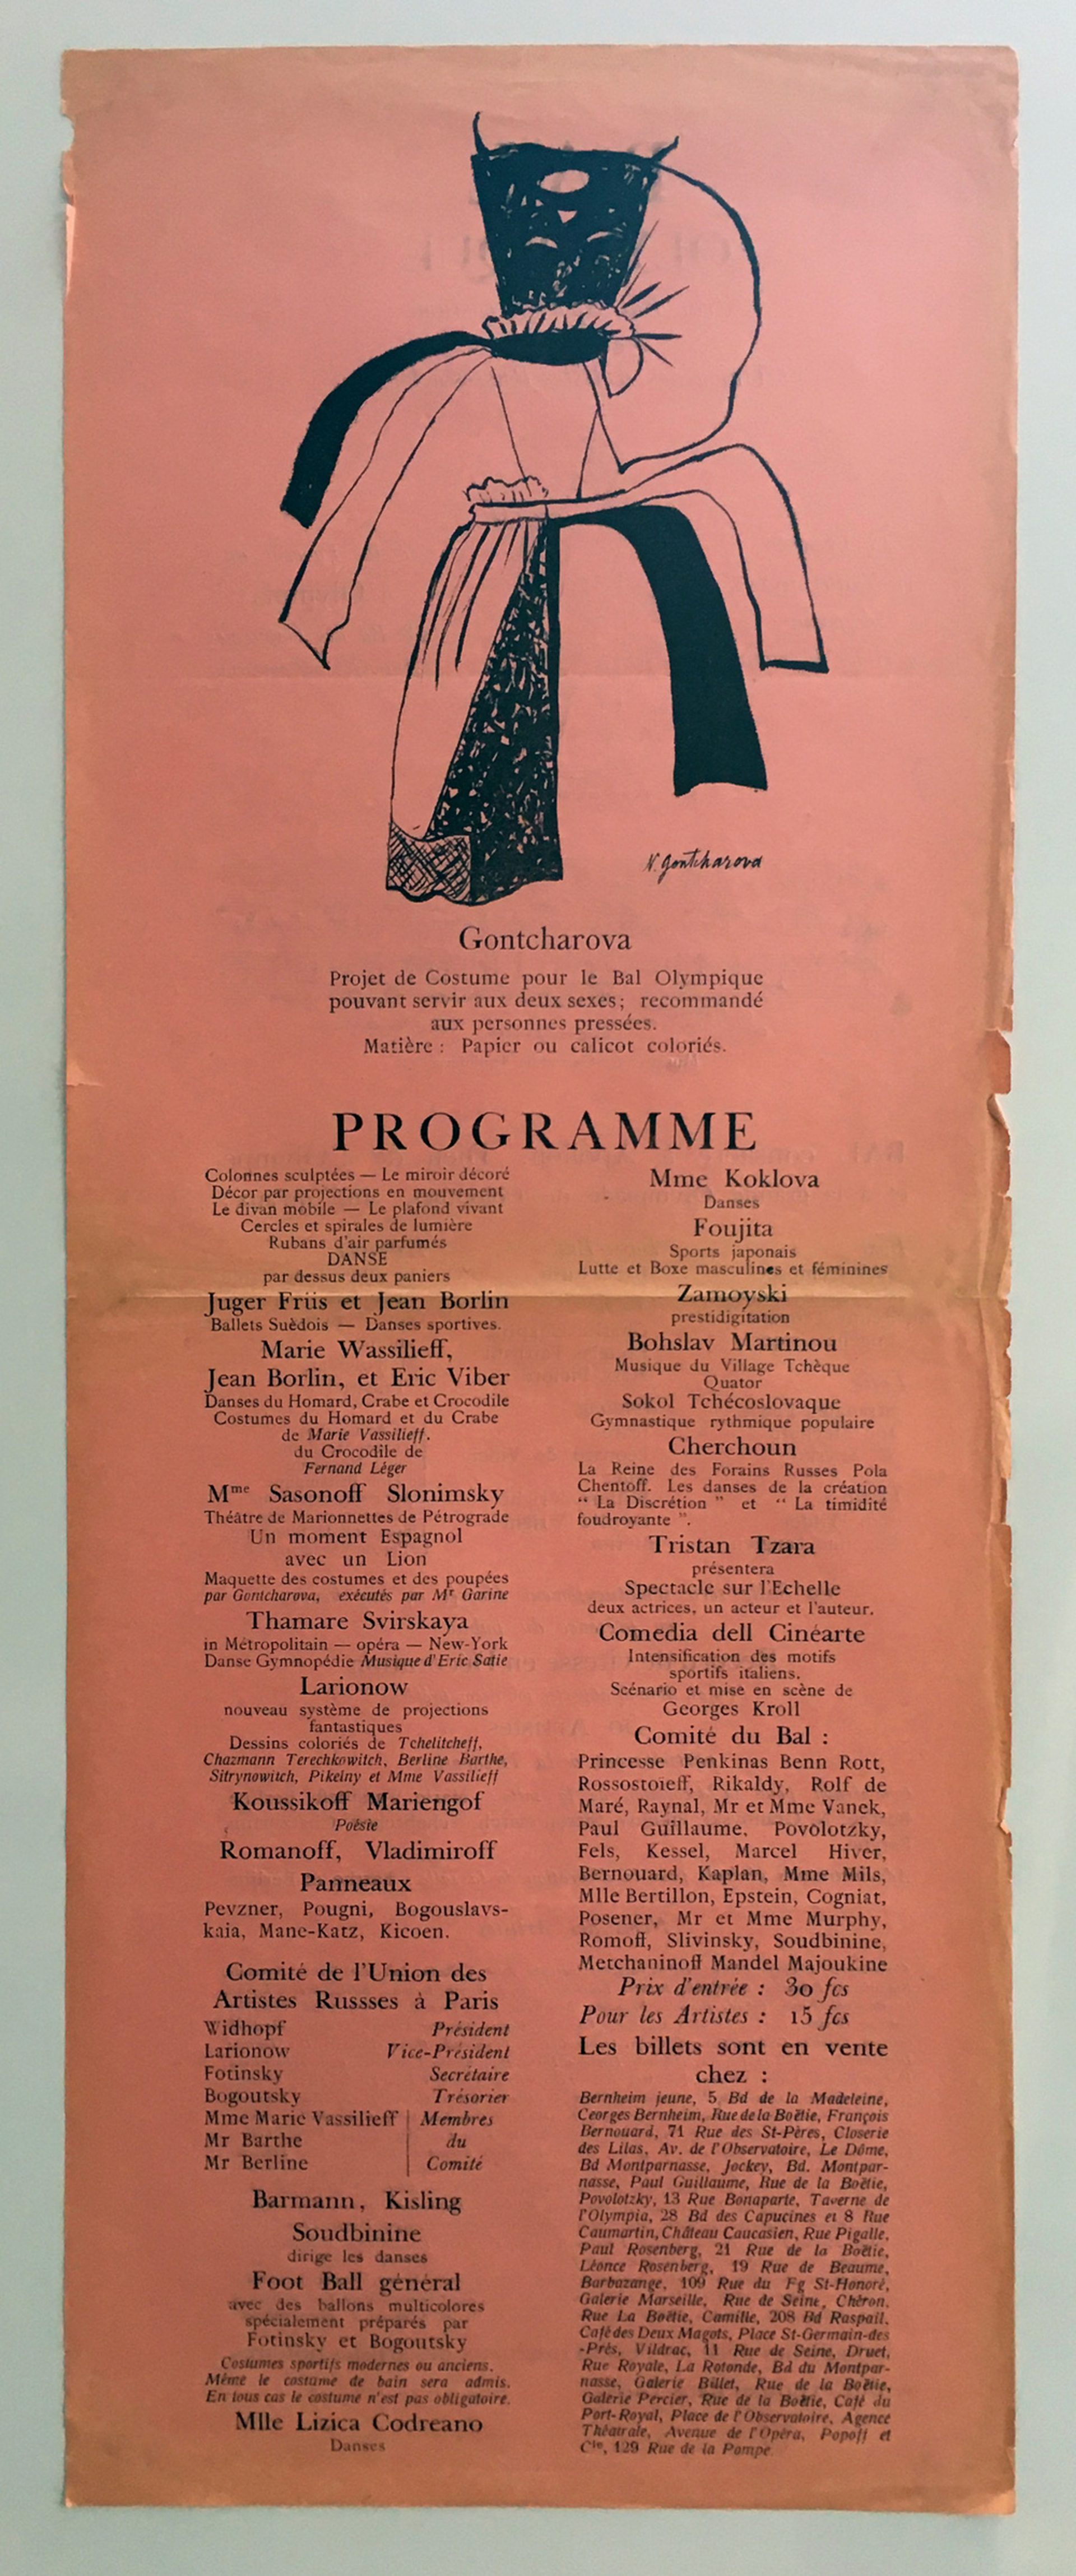 N. Gontcharova
Gontcharova
Projet de Costume pour le Bal Olympique
pouvant servir aux deux sexes; recommandé
aux personnes pressées.
Matière : Papier ou calicot coloriés.
PROGRAMME
Colonnes sculptées — Le miroir décoré
Décor par projections en mouvement
Le divan mobile — Le plafond vivant
Cercles et spirales de lumière
Rubans d'air parfumés
DANSE
par dessus deux paniers
Juger Friis et Jean Borlin
Ballets Suèdois — Danses sportives.
Marie Wassilieff,
Jean Borlin, et Eric Viber
Danses du Homard, Crabe et Crocodile
Costumes du Homard et du Crabe
de Marie Vassilieff.
du Crocodile de
Fernand Léger
Mme Sasonoff Slonimsky
Théâtre de Marionnettes de Pétrograde
Un moment Espagnol
avec un Lion
Maquette des costumes et des poupées
par Gontcharova, exécutés par Mr Garine
Thamare Svirskaya
in Métropolitain — opéra — New-York
Danse Gymnopédie Musique d'Eric Satie
Larionow
nouveau système de projections
fantastiques
Dessins coloriés de Tchelitcheff,
Chazmann Terechkowitch, Berline Barthe,
Sitrynowitch, Pikelny et Mme Vassilieff
Koussikoff Mariengof
Poésie
Romanoff, Vladimiroff
Panneaux
Pevzner, Pougni, Bogouslavs-
kaia, Mane-Katz, Kicoen.
Comité de l'Union des
Artistes Russses à Paris
Widhopf Président
Larionow Vice-Président
Fotinsky Secrétaire
Bogoutsky Trésorier
Mme Marie Vassilieff Membres
Mr Barthe du
Mr Berline Comité
Barmann, Kisling
Soudbinine
dirige les danses
Foot Ball général
avec des ballons multicolores
spécialement préparés par
Fotinsky et Bogoutsky
Costumes sportifs modernes ou anciens.
Même le costume de bain sera admis.
En tous cas le costume n'est pas obligatoire.
Mlle Lizica Codreano
Danses
Mme Koklova
Danses
Foujita
Sports japonais
Lutte et Boxe masculines et féminines
Zamoyski
prestidigitation
Bohslav Martinou
Musique du Village Tchèque
Quator
Sokol Tchécoslovaque
Gymnastique rythmique populaire
Cherchoun
La Reine des Forains Russes Pola
Chentoff. Les danses de la création
“ La Discrétion ” et “ La timidité
foudroyante ”.
Tristan Tzara
présentera
Spectacle sur l'Echelle
deux actrices, un acteur et l'auteur.
Comedia dell Cinéarte
Intensification des motifs
sportifs italiens.
Scénario et mise en scène de
Georges Kroll
Comité du Bal :
Princesse Penkinas Benn Rott,
Rossostoieff, Rikaldy, Rolf de
Maré, Raynal, Mr et Mme Vanek,
Paul Guillaume, Povolotzky,
Fels, Kessel, Marcel Hiver,
Bernouard, Kaplan, Mme Mils,
Mlle Bertillon, Epstein, Cogniat,
Posener, Mr et Mme Murphy,
Romoff, Slivinsky, Soudbinine,
Metchaninoff Mandel Majoukine
Prix d'entrée : 30 fcs
Pour les Artistes : 15 fcs
Les billets sont en vente
chez :
Bernheim jeune, 5 Bd de la Madeleine,
Georges Bernheim, Rue de la Boëtie, François
Bernouard, 71 Rue des St-Pères, Closerie
des Lilas, Av. de l'Observatoire, Le Dôme,
Bd Montparnasse, Jockey, Bd. Montpar-
nasse, Paul Guillaume, Rue de la Boëtie,
Povolotzky, 13 Rue Bonaparte, Taverne de
l'Olympia, 28 Bd des Capucines et 8 Rue
Caumartin, Château Caucasien, Rue Pigalle,
Paul Rosenberg, 21 Rue de la Boëtie,
Léonce Rosenberg, 19 Rue de Beaume,
Barbazange, 109 Rue du Fg St-Honoré,
Galerie Marseille, Rue de Seine, Chéron,
Rue La Boëtie, Camille, 208 Bd Raspail,
Café des Deux Magots, Place St-Germain-des
-Près, Vildrac, 11 Rue de Seine, Druet,
Rue Royale, La Rotonde, Bd du Montpar-
nasse, Galerie Billet, Rue de la Boëtie,
Galerie Percier, Rue de la Boëtie, Café du
Port-Royal, Place de l'Observatoire, Agence
Théatrale, Avenue de l'Opéra, Popoff et
Cie, 129 Rue de la Pompe.